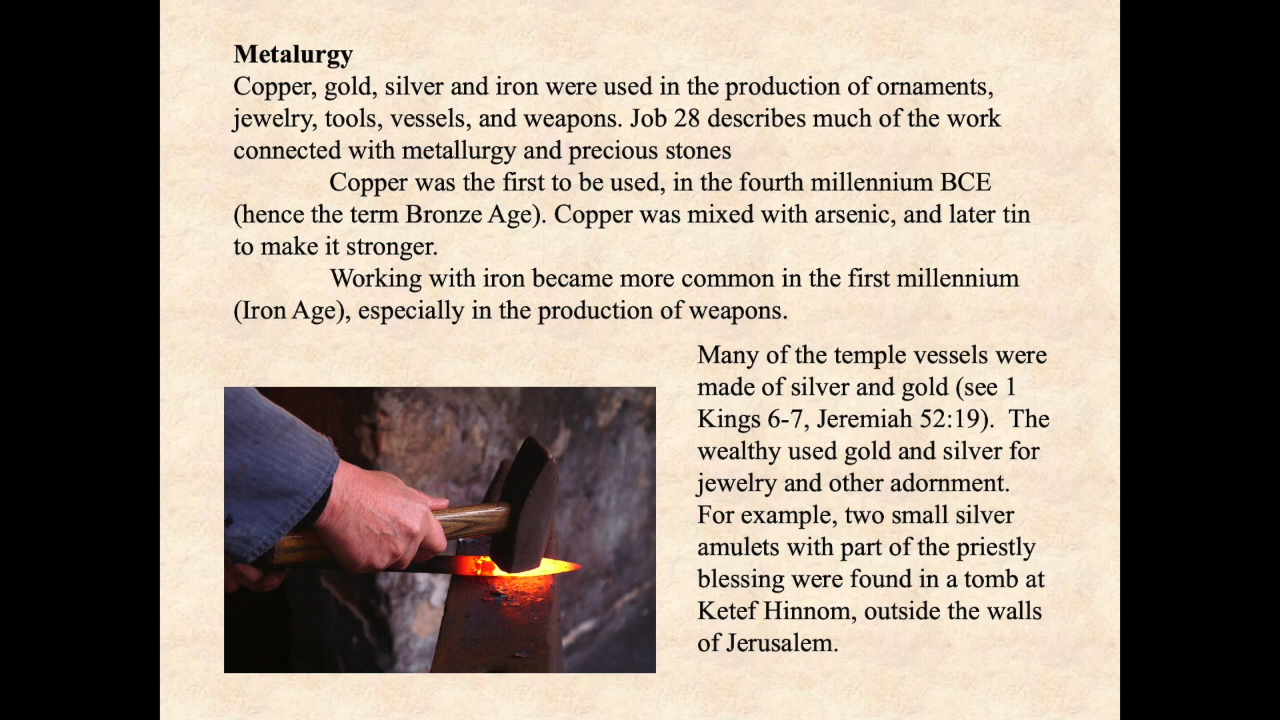 Metalurgy
Copper, gold, silver and iron were used in the production of ornaments,
jewelry, tools, vessels, and weapons. Job 28 describes much of the work
connected with metallurgy and precious stones
Copper was the first to be used, in the fourth millennium BCE
(hence the term Bronze Age). Copper was mixed with arsenic, and later tin
to make it stronger.
Working with iron became more common in the first millennium
(Iron Age), especially in the production of weapons.
Many of the temple vessels were
made of silver and gold (see 1
Kings 6-7, Jeremiah 52:19).  The
wealthy used gold and silver for
jewelry and other adornment.
For example, two small silver
amulets with part of the priestly
blessing were found in a tomb at
Ketef Hinnom, outside the walls
of Jerusalem.